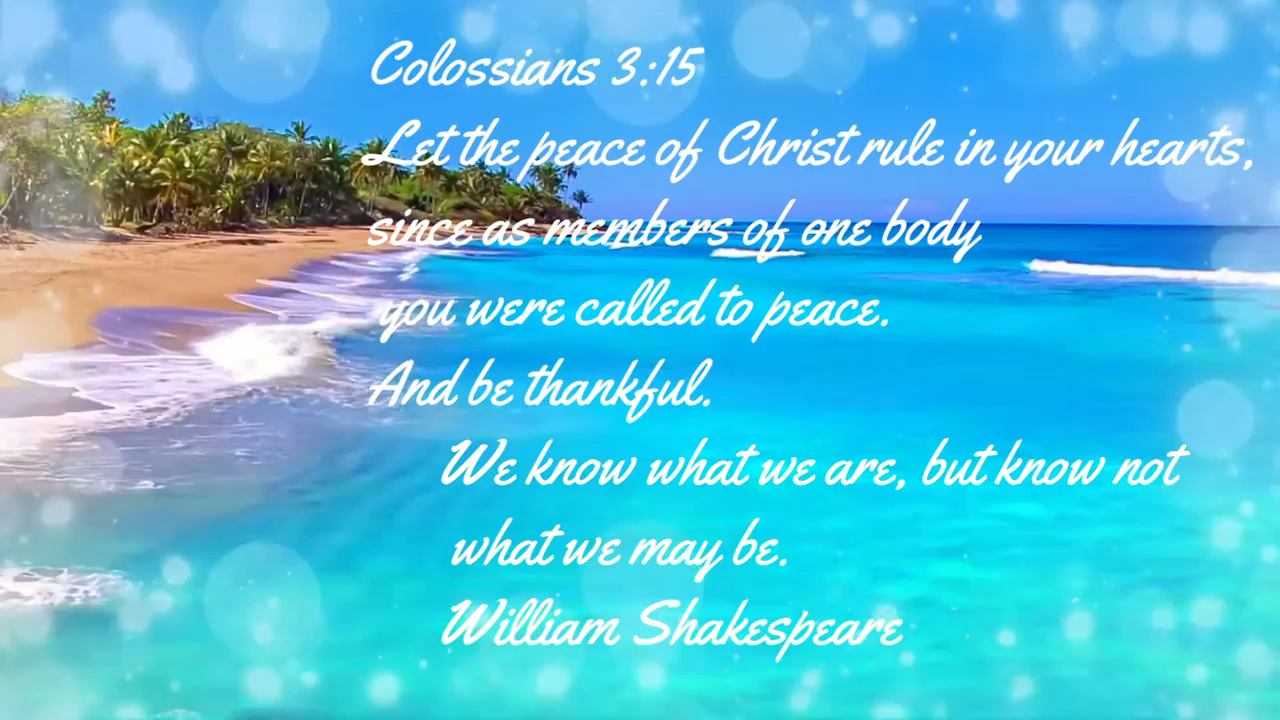 Colossians 3:15
Let the peace of Christ rule in your hearts,
since as members of one body
you were called to peace.
And be thankful.
We know what we are, but know not
what we may be.
William Shakespeare